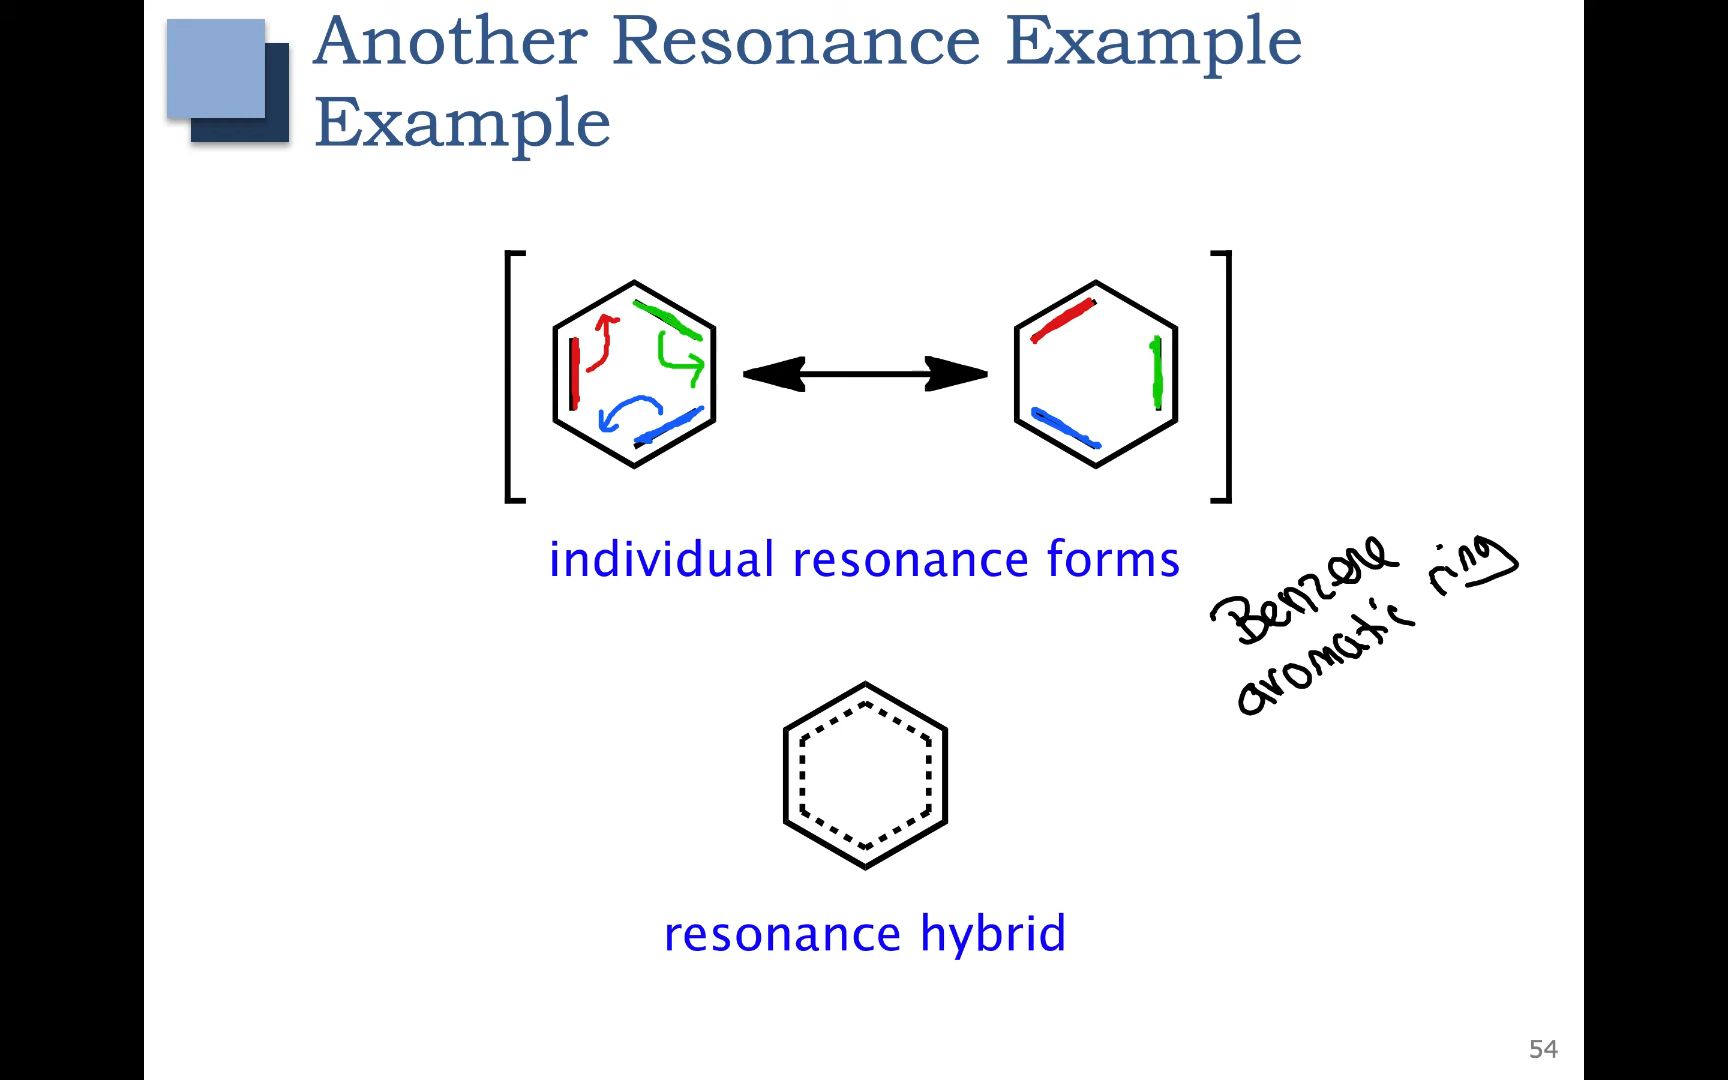 Another Resonance Example
Example
individual resonance forms
Benzene
aromatic ring
resonance hybrid
54